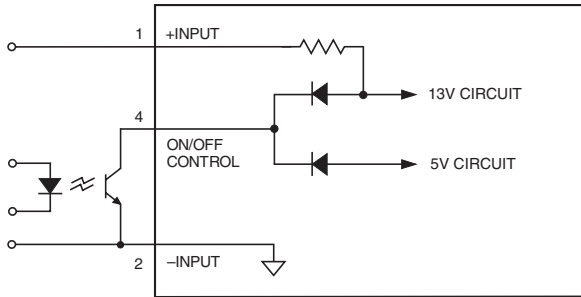 1 +INPUT
13V CIRCUIT
4
ON/OFF
CONTROL
5V CIRCUIT
2 –INPUT